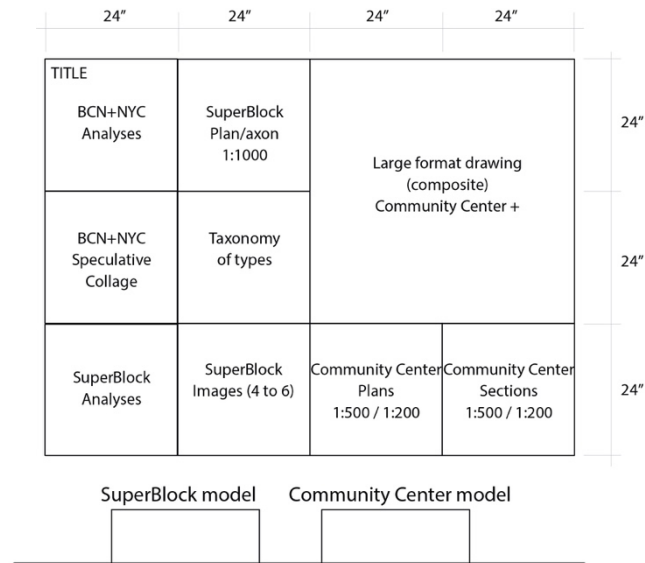 24″ 24″ 24″ 24″
TITLE
BCN+NYC
Analyses
SuperBlock
Plan/axon
1:1000
24″
Large format drawing
(composite)
Community Center +
BCN+NYC
Speculative
Collage
Taxonomy
of types
24″
SuperBlock
Analyses
SuperBlock
Images (4 to 6)
Community Center
Plans
1:500 / 1:200
Community Center
Sections
1:500 / 1:200
24″
SuperBlock model
Community Center model